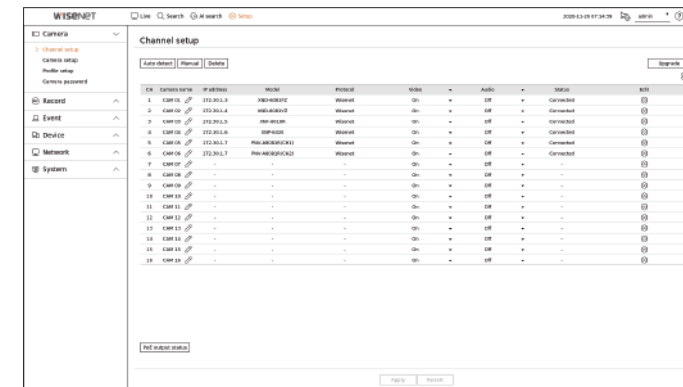 WISENET
Live Search AI search Setup admin
Camera
Channel setup
Camera setup
Profile setup
Camera password
Record
Event
Device
Network
System
Channel setup
Auto detect Manual Delete Upgrade
CH Camera name IP address Model Protocol Video Audio Status Edit
1 CAM 01 Wisenet On Off Connected
2 CAM 02 Wisenet On Off Connected
3 CAM 03 Wisenet On Off Connected
4 CAM 04 Wisenet On Off Connected
5 CAM 05 Wisenet On Off Connected
6 CAM 06 Wisenet On Off Connected
7 CAM 07 - - - On Off -
8 CAM 08 - - - On Off -
9 CAM 09 - - - On Off -
10 CAM 10 - - - On Off -
11 CAM 11 - - - On Off -
12 CAM 12 - - - On Off -
13 CAM 13 - - - On Off -
14 CAM 14 - - - On Off -
15 CAM 15 - - - On Off -
16 CAM 16 - - - On Off -
PoE output status
Apply Revert